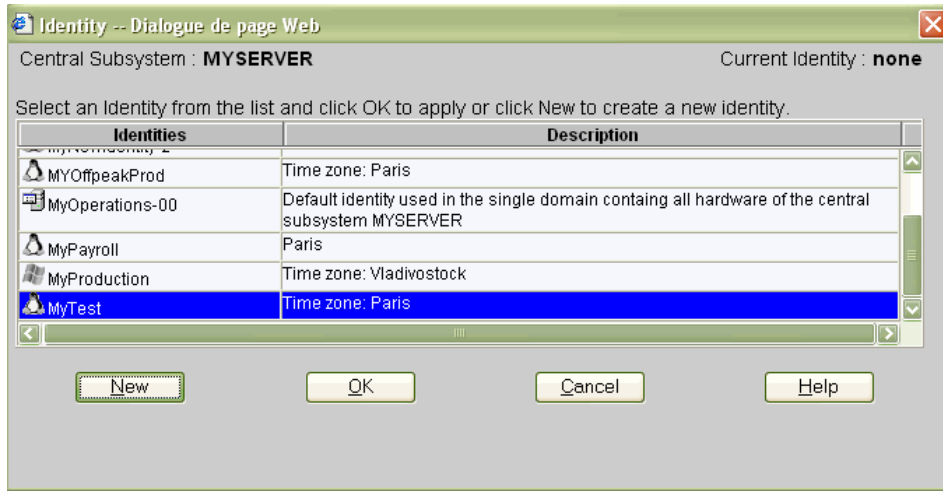 Identity -- Dialogue de page Web
Central Subsystem : MYSERVER Current Identity : none
Select an Identity from the list and click OK to apply or click New to create a new identity.
Identities Description
MYOffpeakProd Time zone: Paris
MyOperations-00 Default identity used in the single domain containg all hardware of the central
subsystem MYSERVER
MyPayroll Paris
MyProduction Time zone: Vladivostock
MyTest Time zone: Paris
New OK Cancel Help